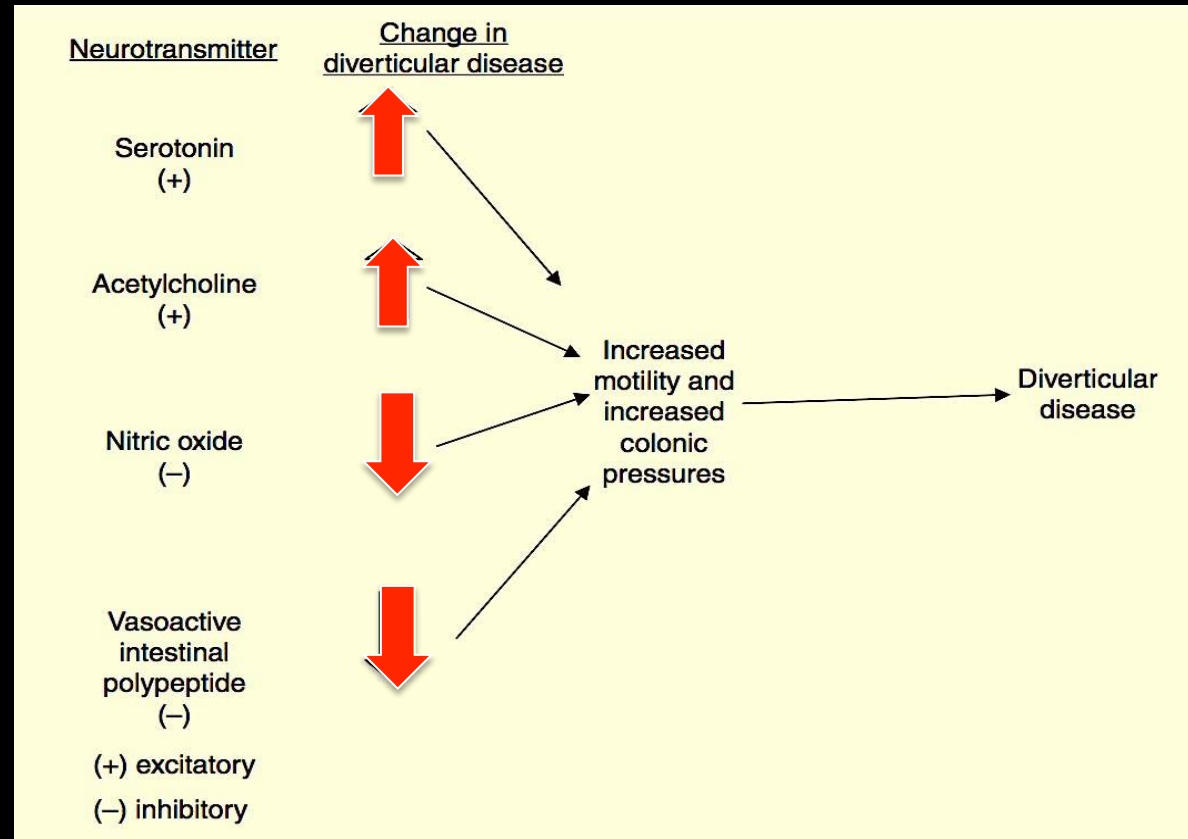 Neurotransmitter
Change in
diverticular disease
Serotonin
(+)
Acetylcholine
(+)
Nitric oxide
(–)
Vasoactive
intestinal
polypeptide
(–)
(+) excitatory
(–) inhibitory
Increased
motility and
increased
colonic
pressures
Diverticular
disease